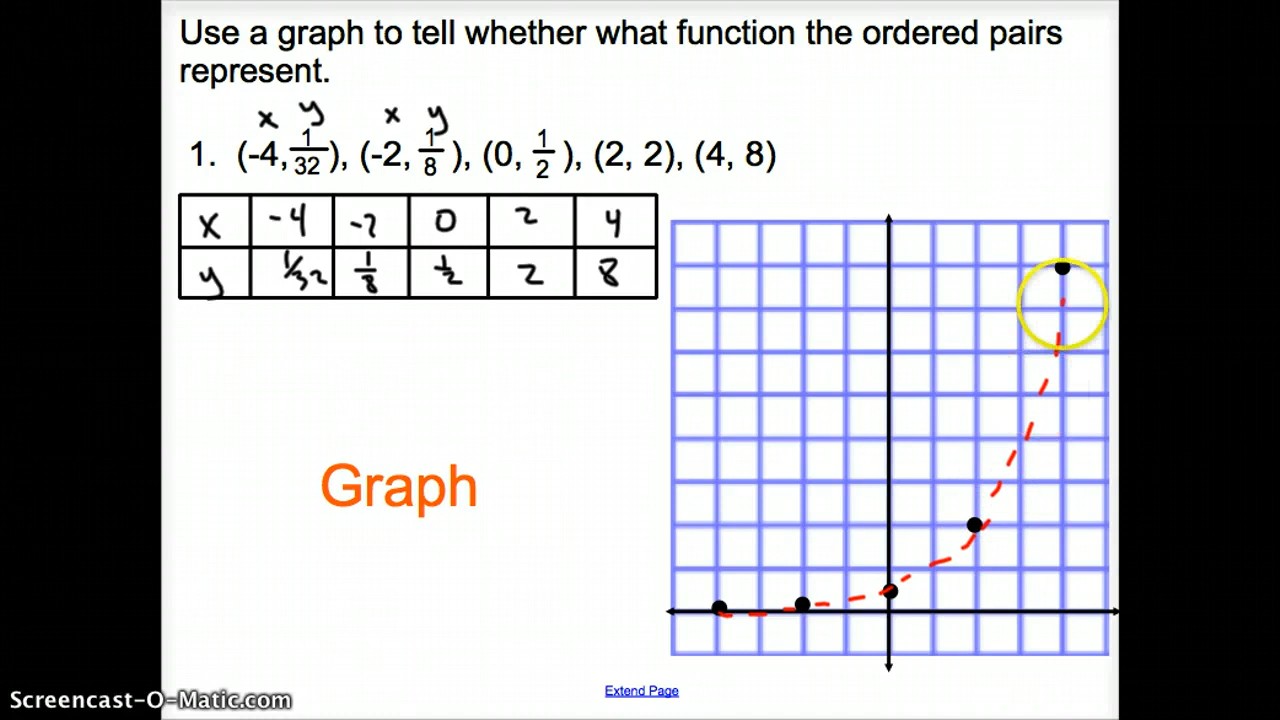 Use a graph to tell whether what function the ordered pairs
represent.
x y x y
1. (-4, 1/32), (-2, 1/8), (0, 1/2), (2, 2), (4, 8)
x -4 -2 0 2 4
y 1/32 1/8 1/2 2 8
Graph
Extend Page
Screencast-O-Matic.com